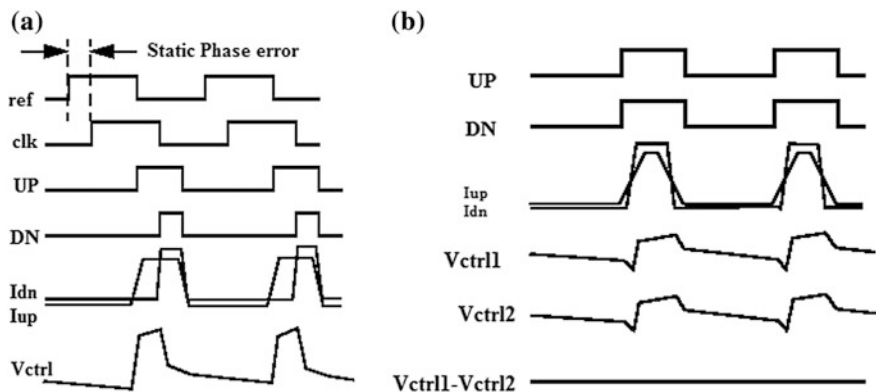 (a)
Static Phase error
ref
clk
UP
DN
Idn
Iup
Vctrl
(b)
UP
DN
Iup
Idn
Vctrl1
Vctrl2
Vctrl1-Vctrl2